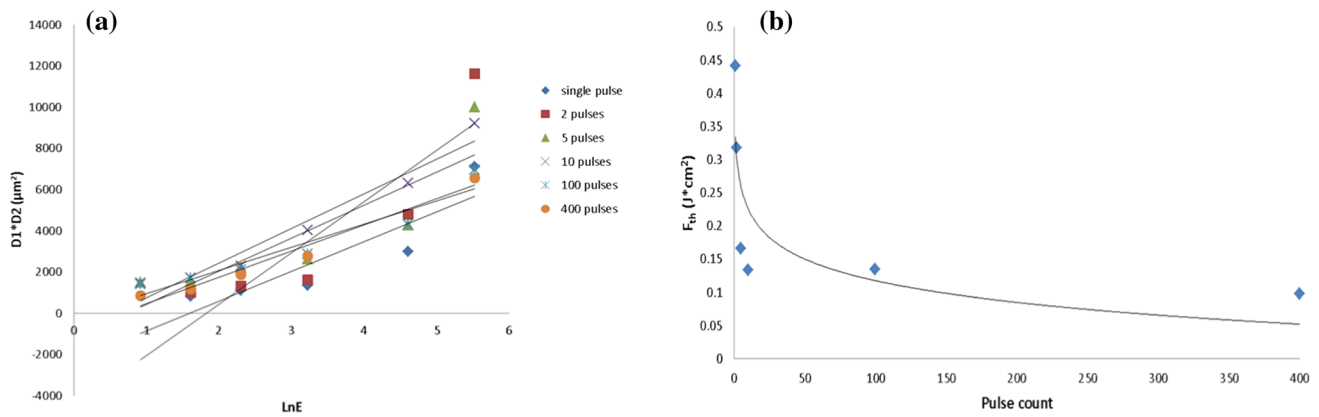 (a)
14000
12000
10000
8000
6000
4000
2000
0
-2000
-4000
D1*D2 (μm²)
0 1 2 3 4 5 6
LnE
single pulse
2 pulses
5 pulses
10 pulses
100 pulses
400 pulses
(b)
0.5
0.45
0.4
0.35
0.3
0.25
0.2
0.15
0.1
0.05
0
Fth (J*cm²)
0 50 100 150 200 250 300 350 400
Pulse count